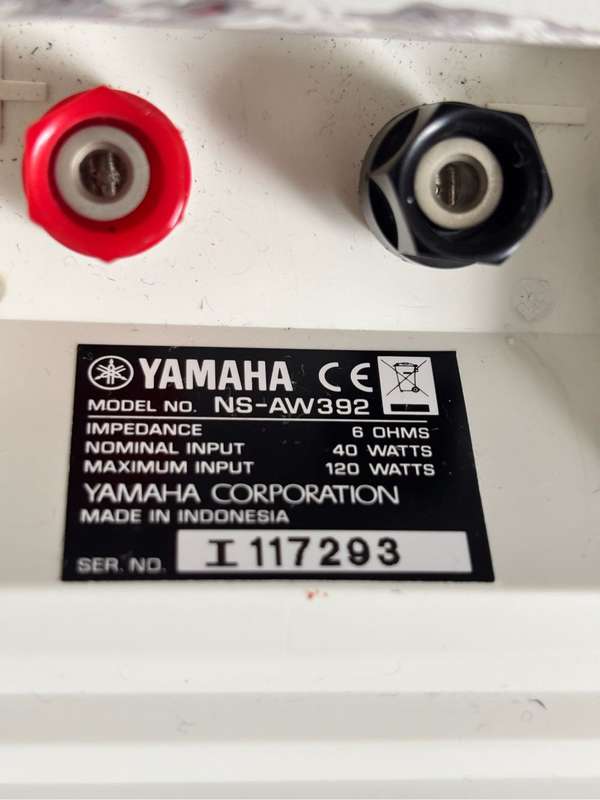 YAMAHA CE
MODEL NO. NS-AW392
IMPEDANCE 6 OHMS
NOMINAL INPUT 40 WATTS
MAXIMUM INPUT 120 WATTS
YAMAHA CORPORATION
MADE IN INDONESIA
SER. NO. I 117293